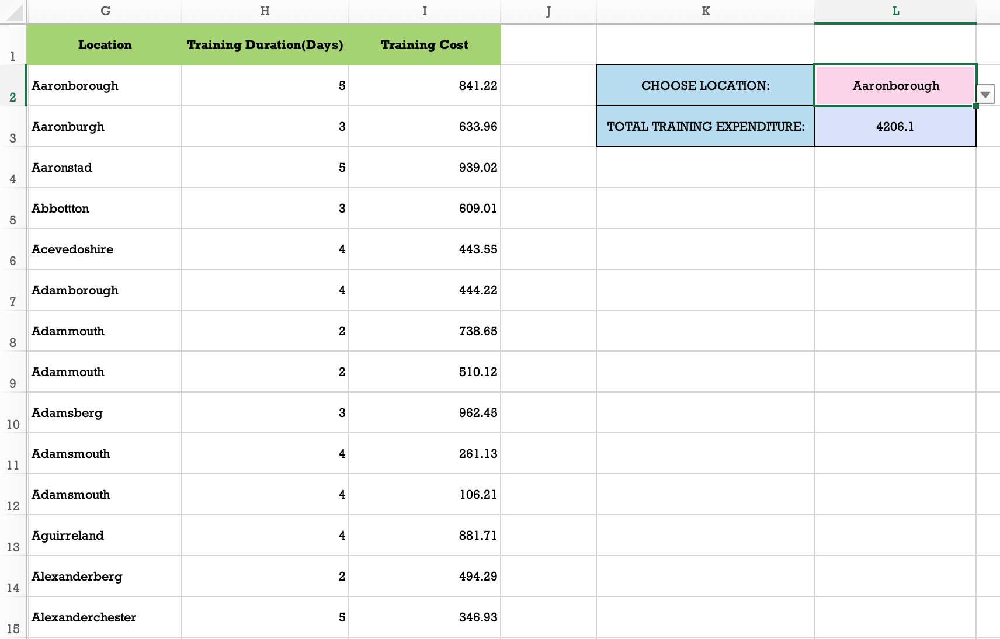 G H I J K L
1 Location Training Duration(Days) Training Cost
2 Aaronborough 5 841.22 CHOOSE LOCATION: Aaronborough
3 Aaronburgh 3 633.96 TOTAL TRAINING EXPENDITURE: 4206.1
4 Aaronstad 5 939.02
5 Abbottton 3 609.01
6 Acevedoshire 4 443.55
7 Adamborough 4 444.22
8 Adammouth 2 738.65
9 Adammouth 2 510.12
10 Adamsberg 3 962.45
11 Adamsmouth 4 261.13
12 Adamsmouth 4 106.21
13 Aguirreland 4 881.71
14 Alexanderberg 2 494.29
15 Alexanderchester 5 346.93